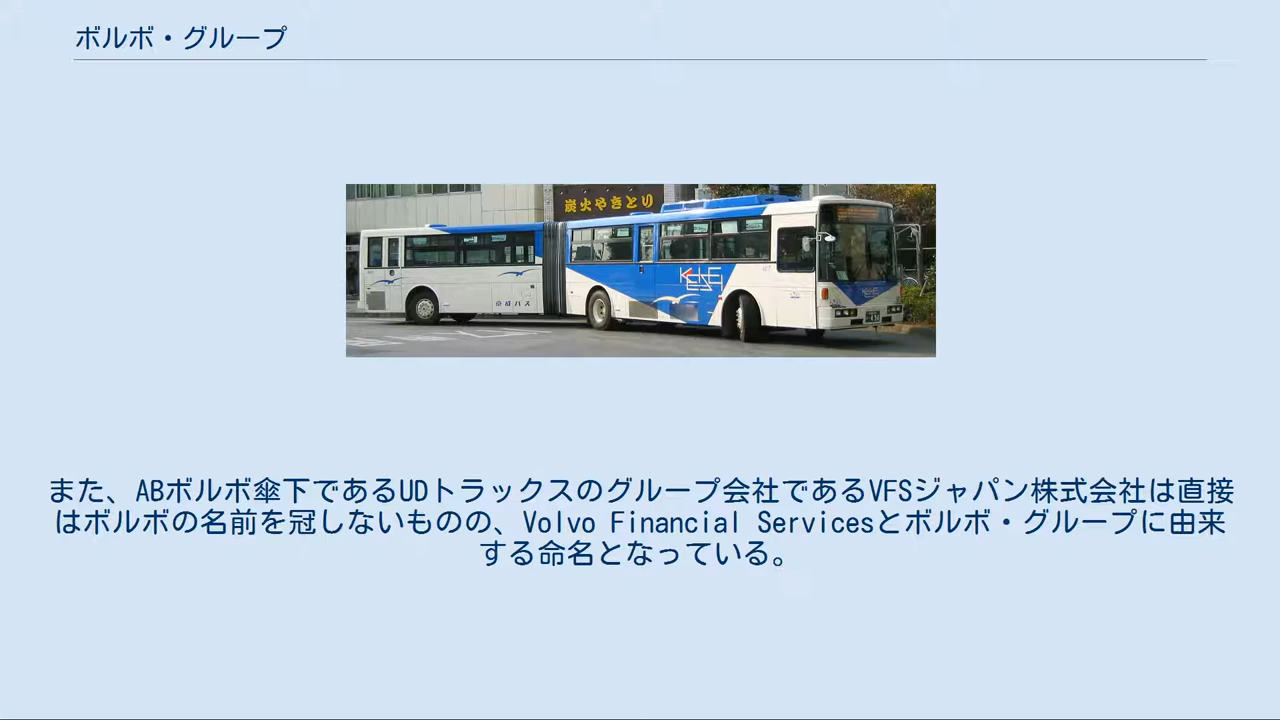 ボルボ・グループ
炭火やきとり
KEISEI
京成バス
また、ABボルボ傘下であるUDトラックスのグループ会社であるVFSジャパン株式会社は直接
はボルボの名前を冠しないものの、Volvo Financial Servicesとボルボ・グループに由来
する命名となっている。